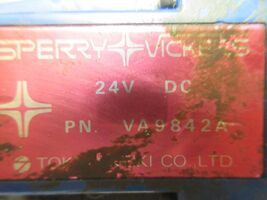 SPERRY VICKERS
24V DC
PN. VA9842A
CO., LTD